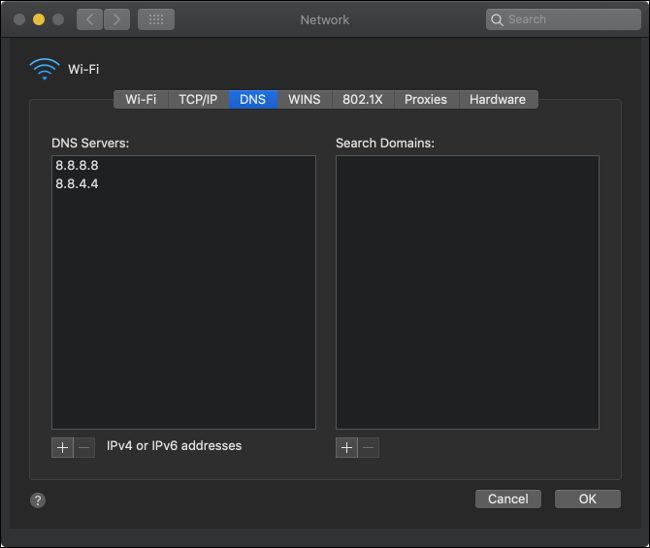 Network
Search
Wi-Fi
Wi-Fi TCP/IP DNS WINS 802.1X Proxies Hardware
DNS Servers: Search Domains:
8.8.8.8
8.8.4.4
+ − IPv4 or IPv6 addresses + −
? Cancel OK